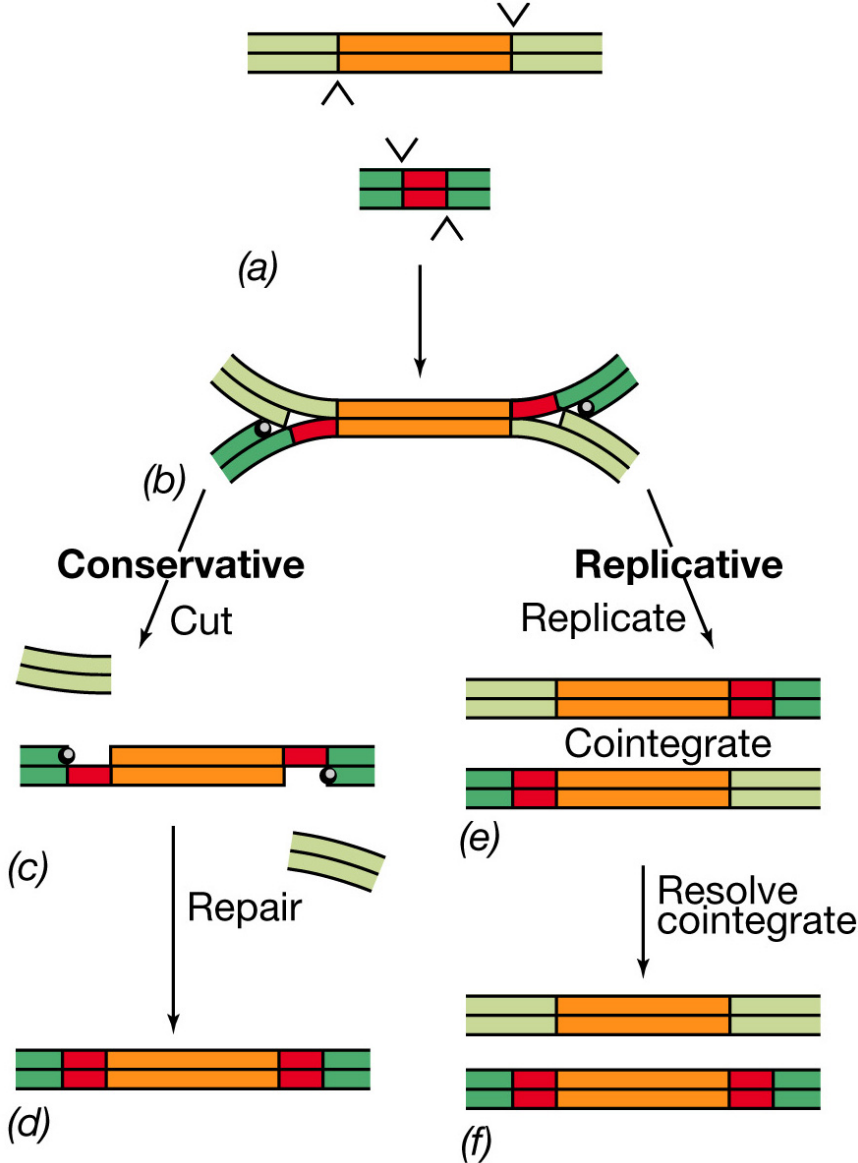 (a)
(b)
Conservative
Replicative
Cut
Replicate
Cointegrate
(c)
(e)
Repair
Resolve
cointegrate
(d)
(f)